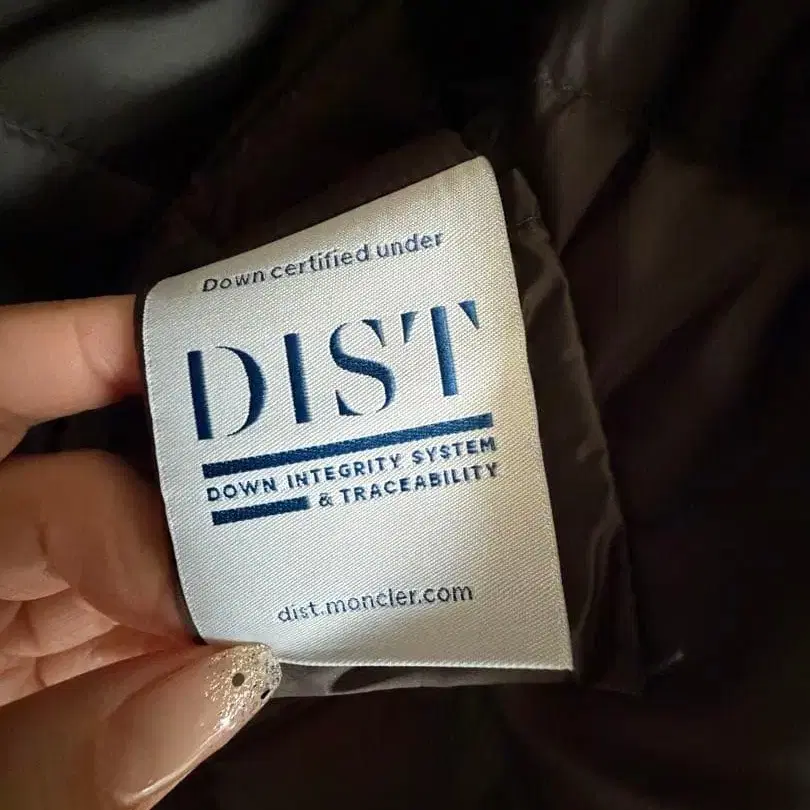 Down certified under
DIST
DOWN INTEGRITY SYSTEM
& TRACEABILITY
dist.moncler.com